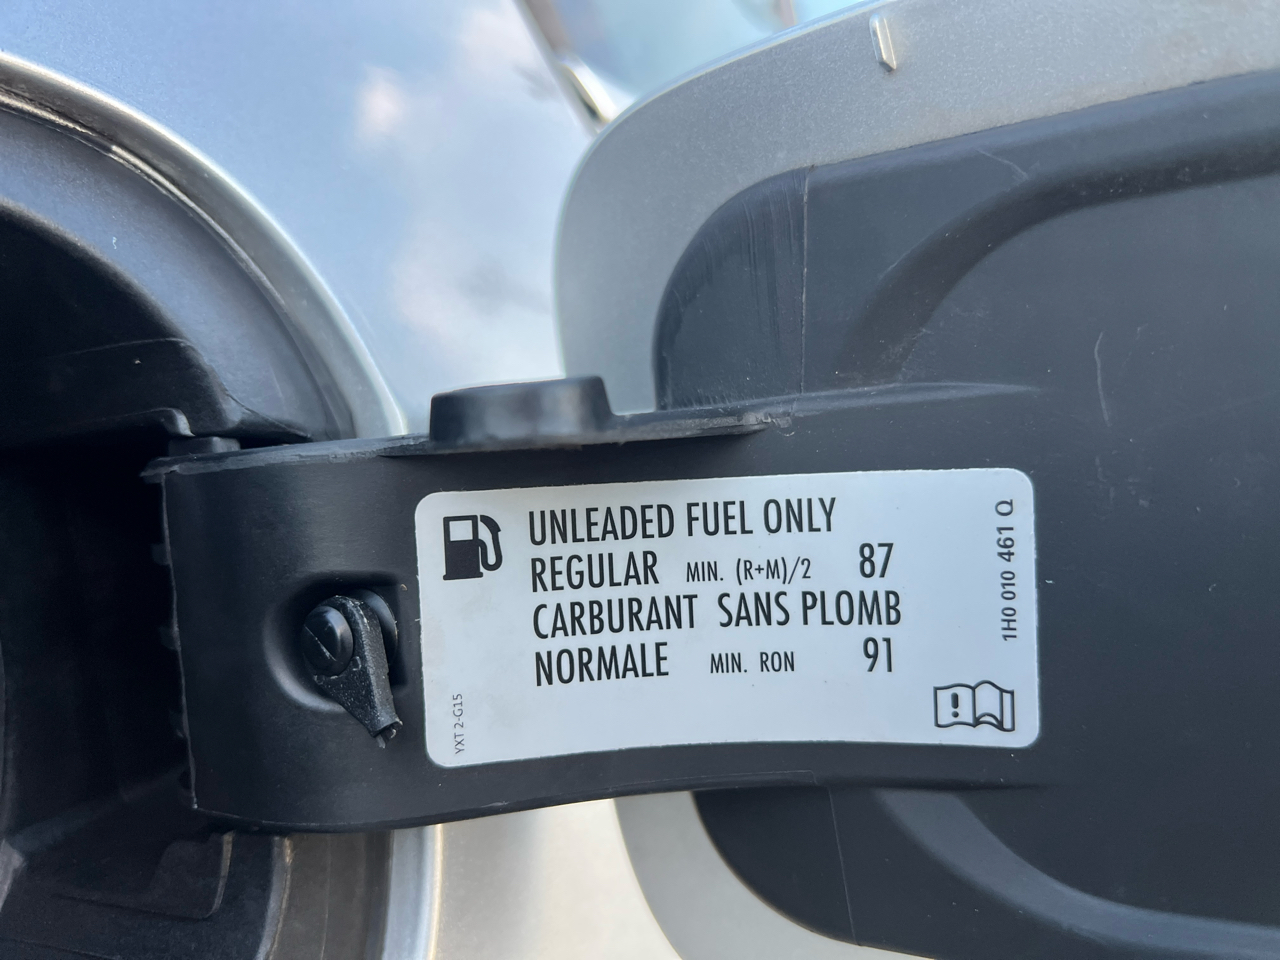 UNLEADED FUEL ONLY
REGULAR MIN. (R+M)/2 87
CARBURANT SANS PLOMB
NORMALE MIN. RON 91
1H0 010 461 Q
YXT 2-G15
!